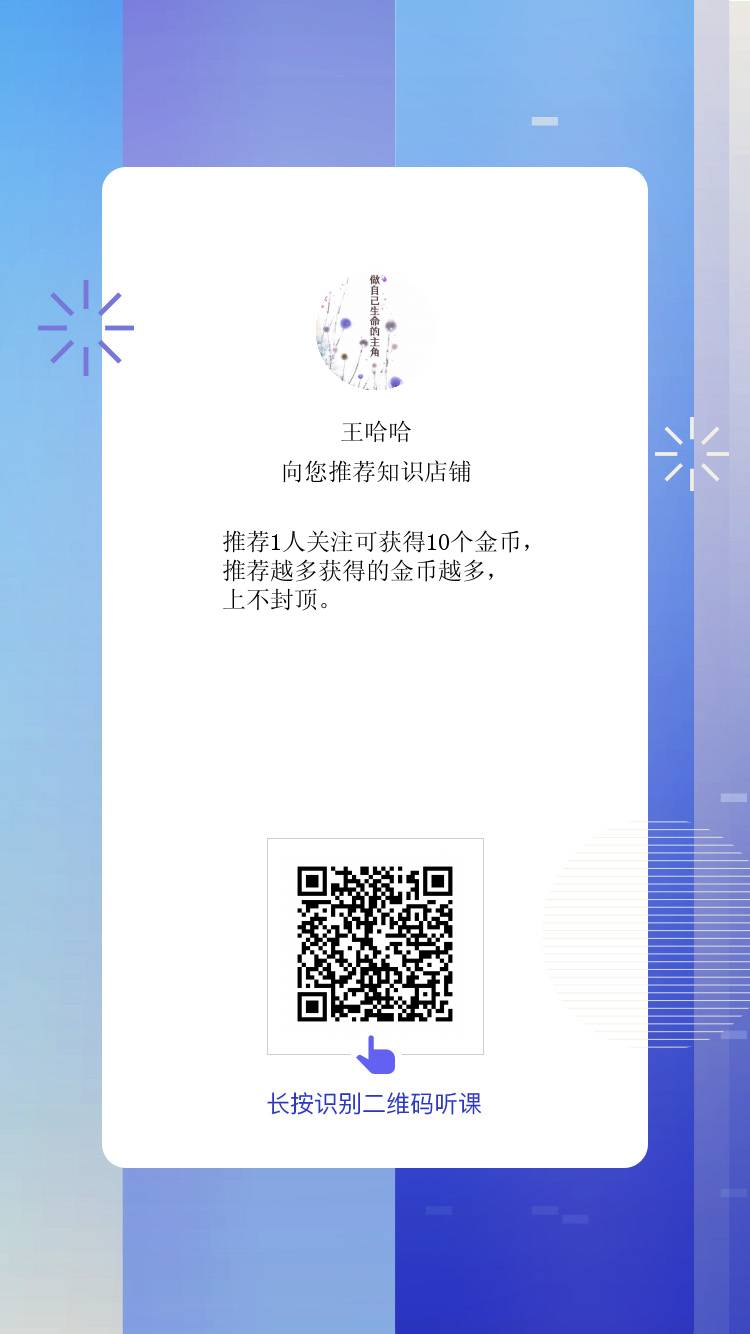 做自己生命的主角
王哈哈
向您推荐知识店铺
推荐1人关注可获得10个金币，
推荐越多获得的金币越多，
上不封顶。
长按识别二维码听课